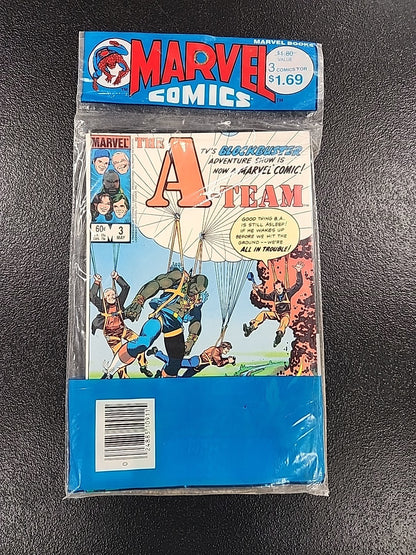 MARVEL BOOKS
MARVEL
COMICS™
$1.80
VALUE
3 COMICS FOR
$1.69
MARVEL
60¢
3
MAY
THE
A-TEAM
TV'S BLOCKBUSTER
ADVENTURE SHOW IS
NOW A MARVEL COMIC!
GOOD THING B.A.
IS STILL ASLEEP!
IF HE WAKES UP
BEFORE WE HIT THE
GROUND--WE'RE
ALL IN TROUBLE!
0